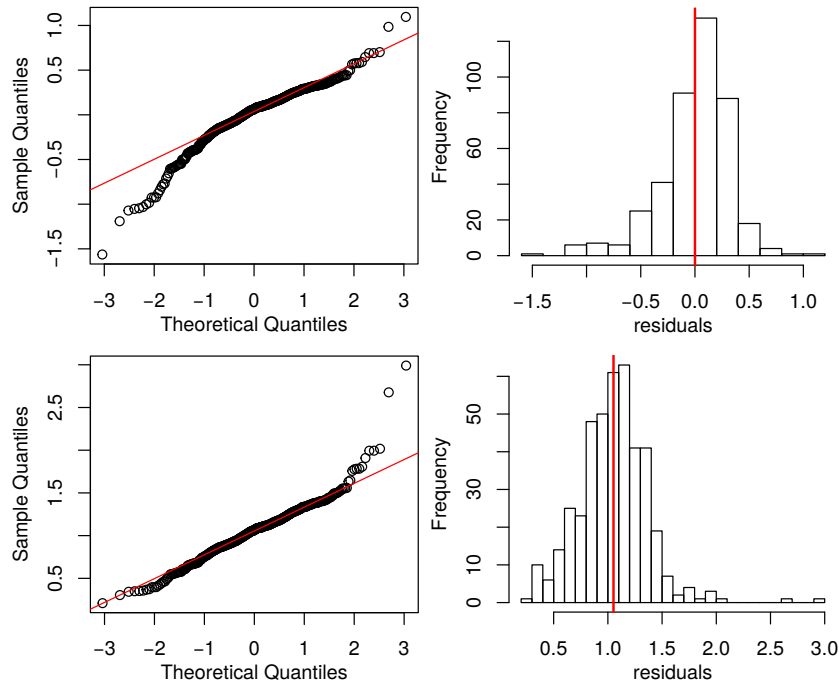 Sample Quantiles
1.0
0.5
−0.5
−1.5
−3 −2 −1 0 1 2 3
Theoretical Quantiles
Frequency
120
60
20
0
−1.5 −0.5 0.0 0.5 1.0
residuals
Sample Quantiles
2.5
1.5
0.5
−3 −2 −1 0 1 2 3
Theoretical Quantiles
Frequency
50
30
10
0
0.5 1.0 1.5 2.0 2.5 3.0
residuals